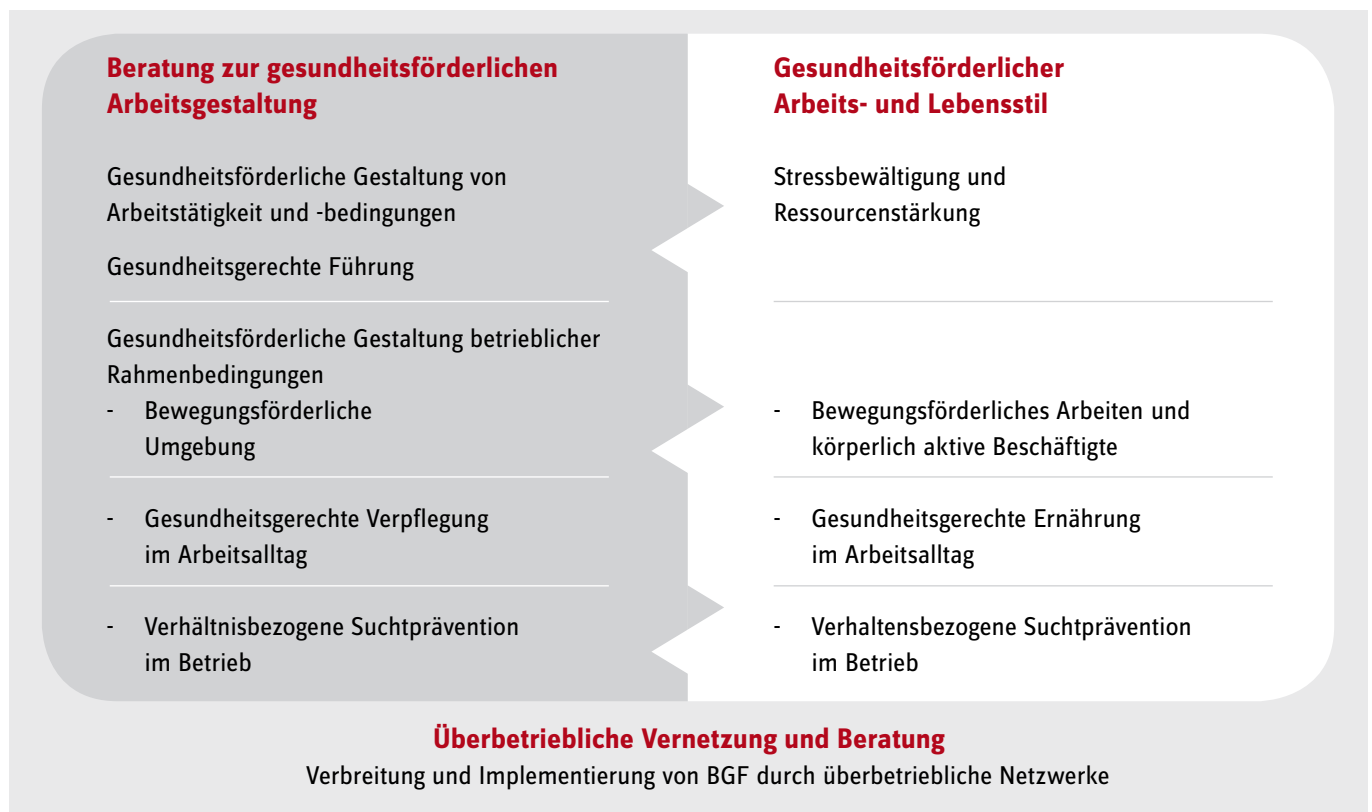 Beratung zur gesundheitsförderlichen
Arbeitsgestaltung
Gesundheitsförderliche Gestaltung von
Arbeitstätigkeit und -bedingungen
Gesundheitsgerechte Führung
Gesundheitsförderliche Gestaltung betrieblicher
Rahmenbedingungen
- Bewegungsförderliche
Umgebung
- Gesundheitsgerechte Verpflegung
im Arbeitsalltag
- Verhältnisbezogene Suchtprävention
im Betrieb
Gesundheitsförderlicher
Arbeits- und Lebensstil
Stressbewältigung und
Ressourcenstärkung
- Bewegungsförderliches Arbeiten und
körperlich aktive Beschäftigte
- Gesundheitsgerechte Ernährung
im Arbeitsalltag
- Verhaltensbezogene Suchtprävention
im Betrieb
Überbetriebliche Vernetzung und Beratung
Verbreitung und Implementierung von BGF durch überbetriebliche Netzwerke